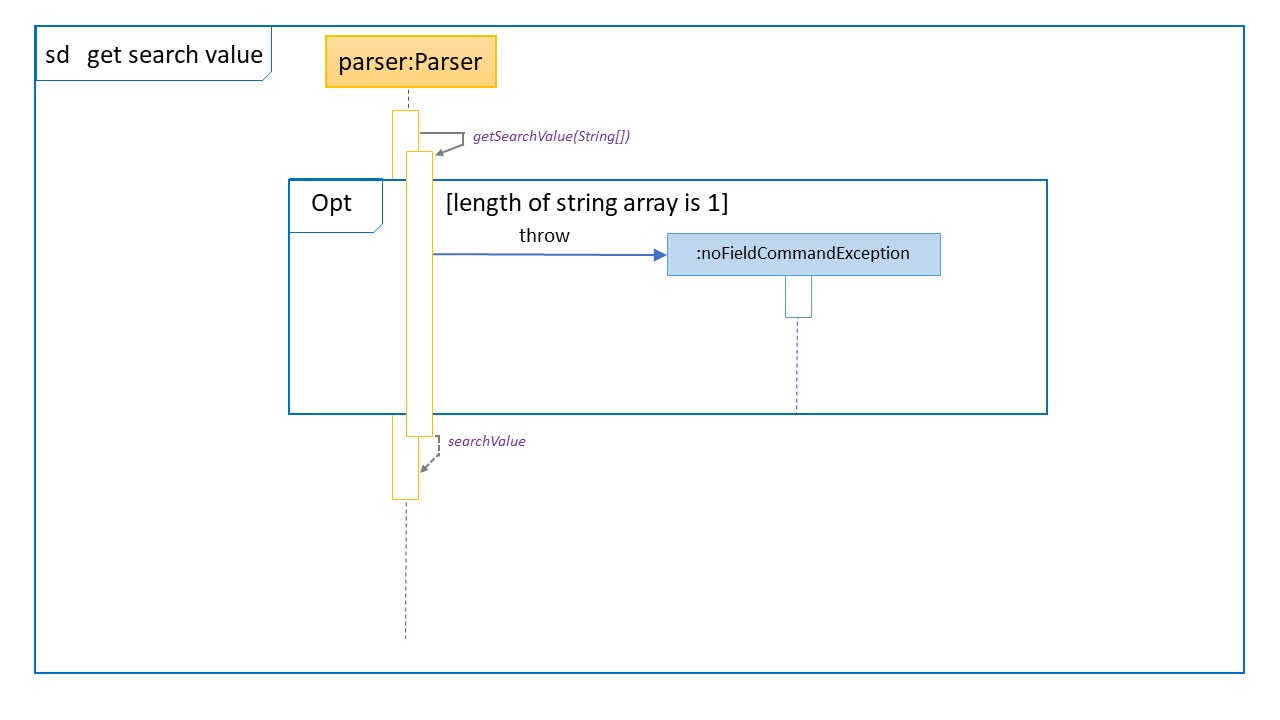 sd get search value
parser:Parser
getSearchValue(String[])
Opt
[length of string array is 1]
throw
:noFieldCommandException
searchValue